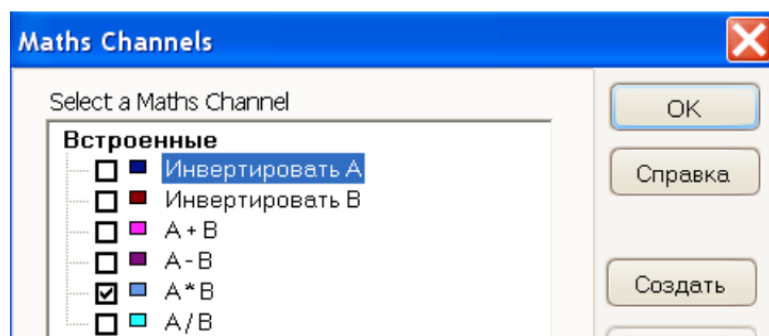 Maths Channels
Select a Maths Channel
Встроенные
Инвертировать A
Инвертировать B
A + B
A - B
A * B
A / B
OK
Справка
Создать